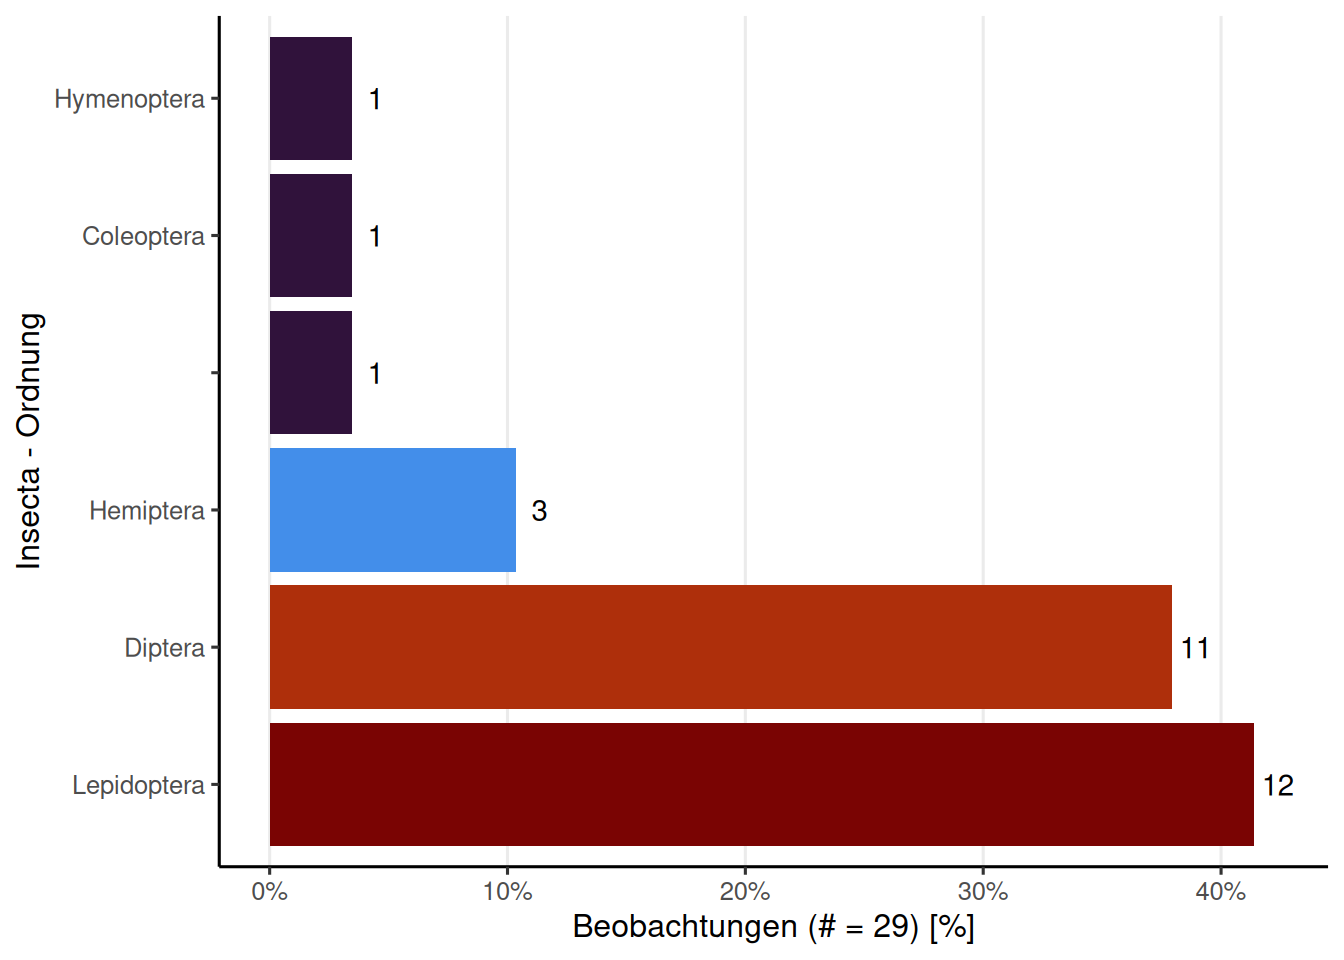 Hymenoptera
1
Coleoptera
1
1
Hemiptera
3
Diptera
11
Lepidoptera
12
Insecta - Ordnung
0% 10% 20% 30% 40%
Beobachtungen (# = 29) [%]